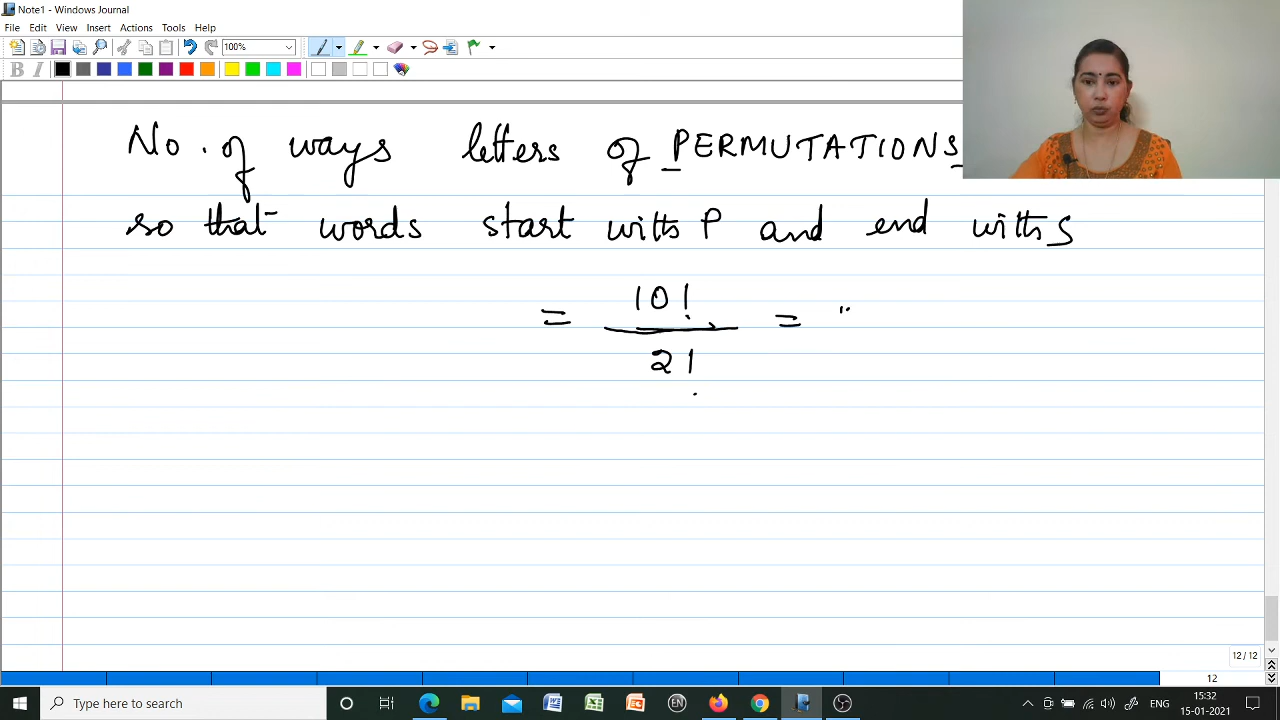 Note1 - Windows Journal
File Edit View Insert Actions Tools Help
100%
B I
No. of ways letters of PERMUTATIONS
so that words start with P and end with S
= 10! / 2! =
12 / 12
12
Type here to search
ENG
15:32
15-01-2021